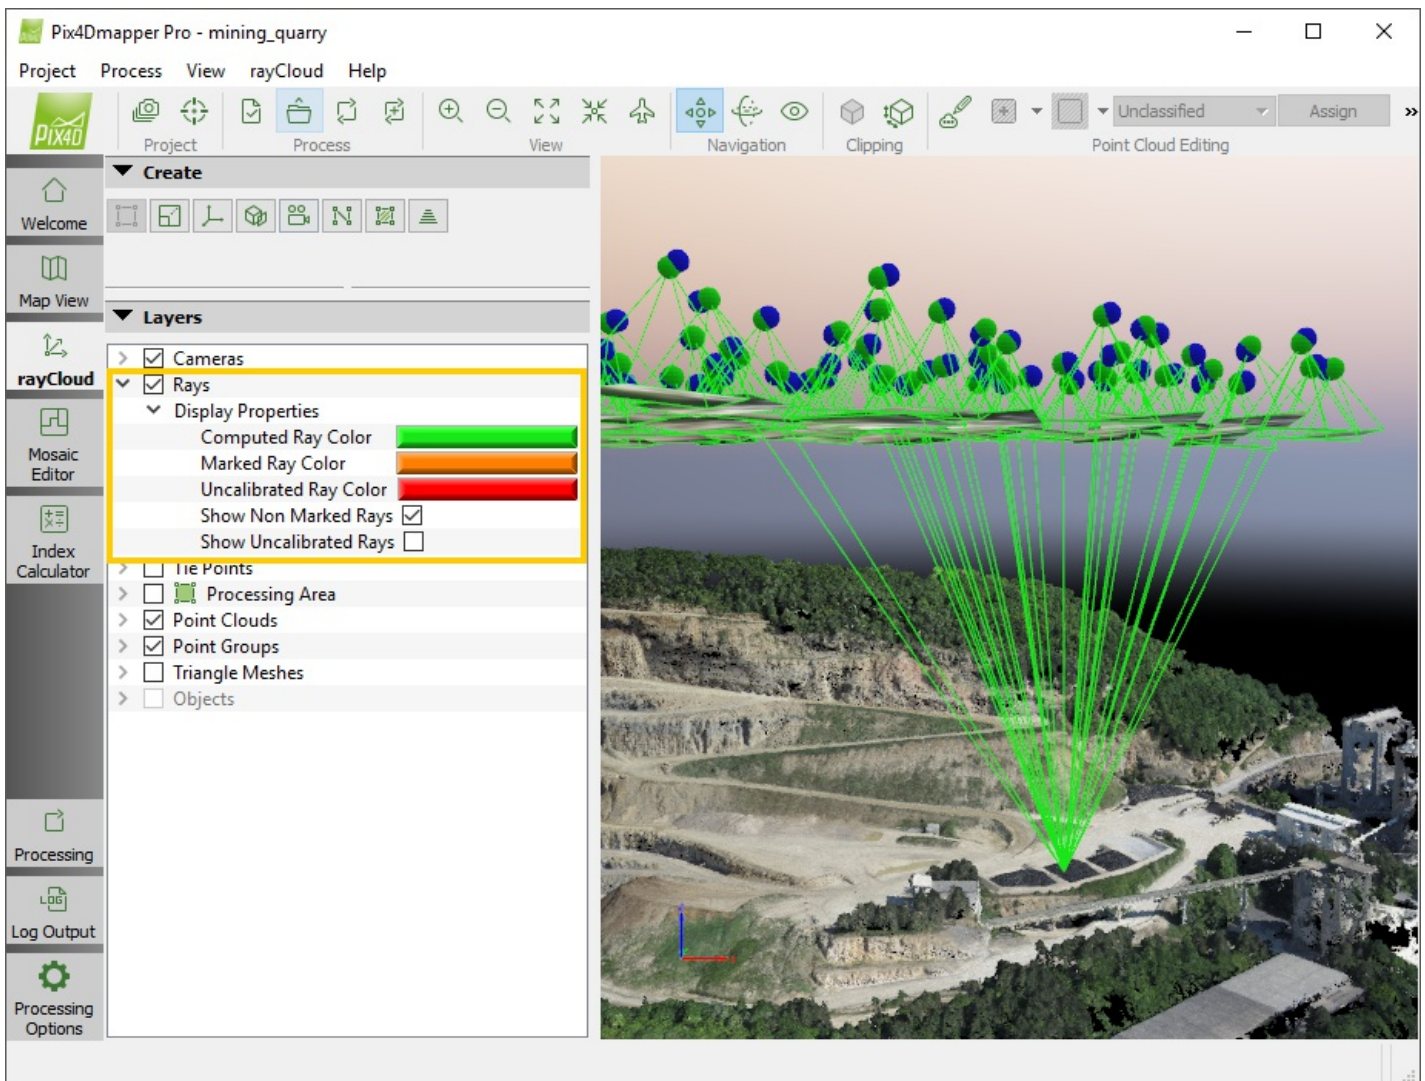 Pix4Dmapper Pro - mining_quarry
Project Process View rayCloud Help
PIX4D
Unclassified Assign »
Project Process View Navigation Clipping Point Cloud Editing
Create
Welcome
Map View
rayCloud
Mosaic
Editor
Index
Calculator
Processing
Log Output
Processing
Options
Layers
Cameras
Rays
Display Properties
Computed Ray Color
Marked Ray Color
Uncalibrated Ray Color
Show Non Marked Rays
Show Uncalibrated Rays
Tie Points
Processing Area
Point Clouds
Point Groups
Triangle Meshes
Objects